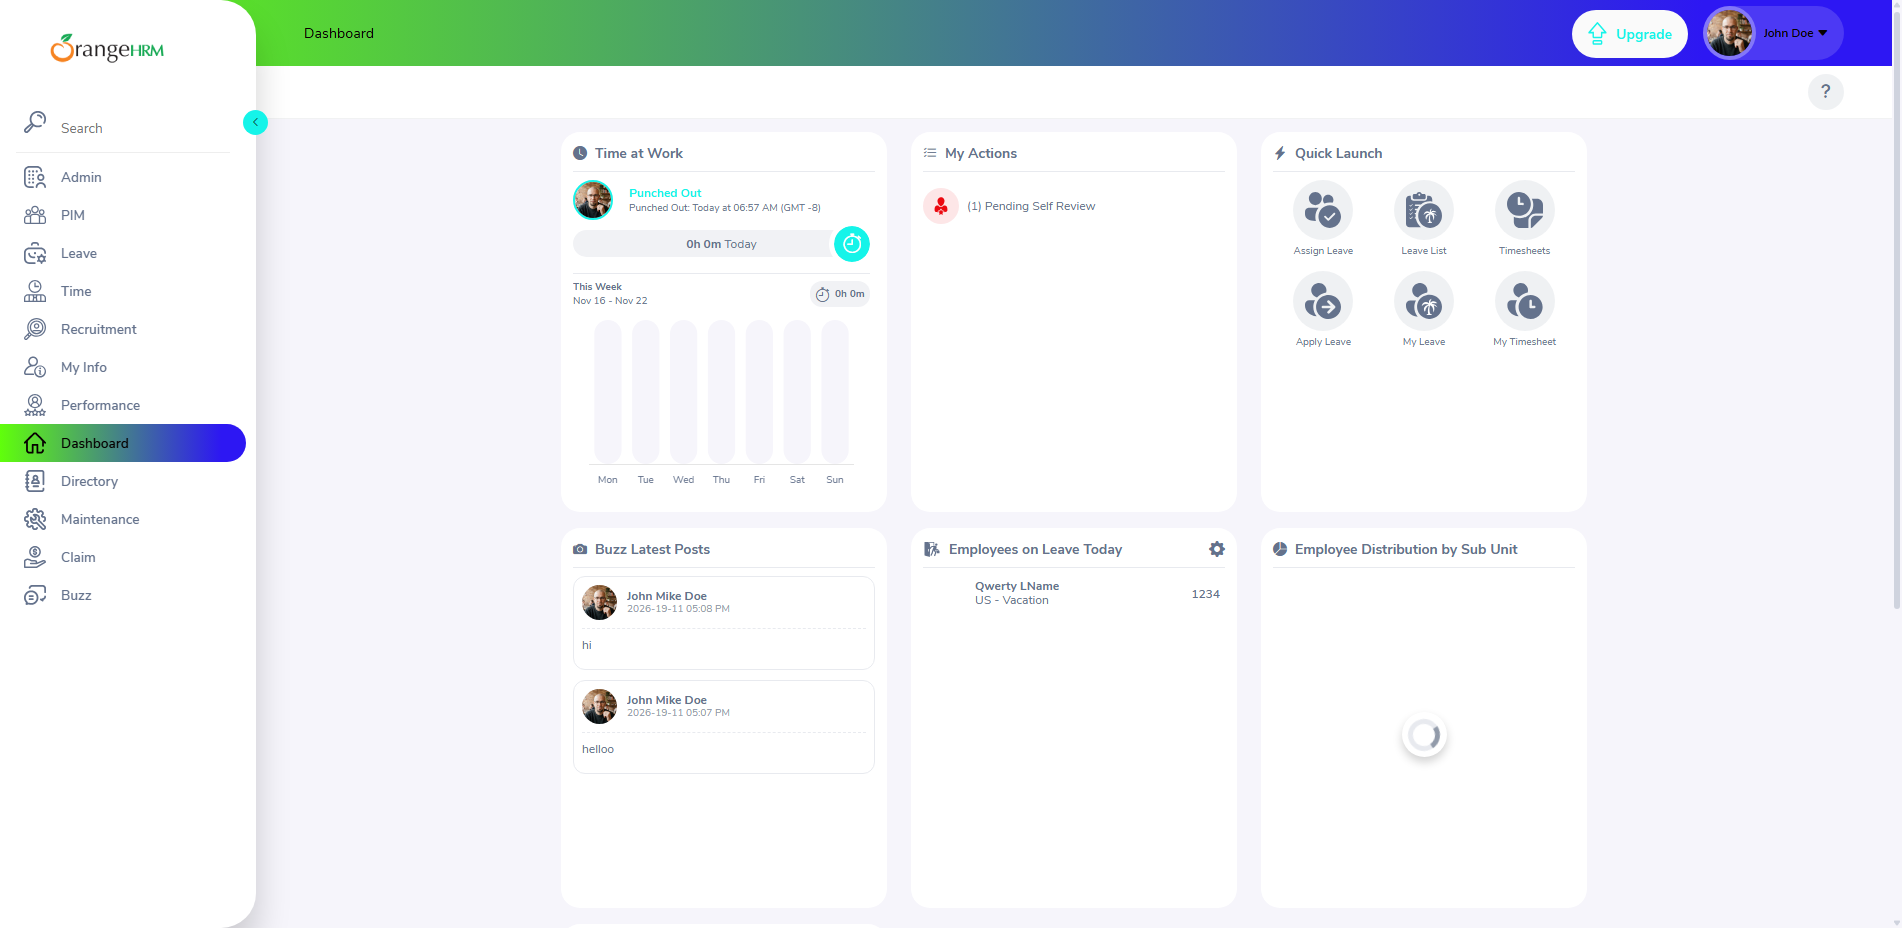 OrangeHRM
Search
Admin
PIM
Leave
Time
Recruitment
My Info
Performance
Dashboard
Directory
Maintenance
Claim
Buzz
Dashboard
Upgrade
John Doe
?
Time at Work
Punched Out
Punched Out: Today at 06:57 AM (GMT -8)
0h 0m Today
This Week
Nov 16 - Nov 22
0h 0m
Mon Tue Wed Thu Fri Sat Sun
My Actions
(1) Pending Self Review
Quick Launch
Assign Leave
Leave List
Timesheets
Apply Leave
My Leave
My Timesheet
Buzz Latest Posts
John Mike Doe
2026-19-11 05:08 PM
hi
John Mike Doe
2026-19-11 05:07 PM
helloo
Employees on Leave Today
Qwerty LName
US - Vacation
1234
Employee Distribution by Sub Unit